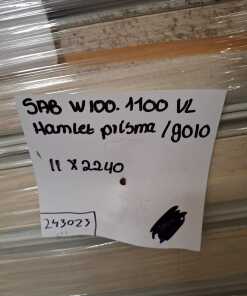 SAB W100.1100 VL
Hamlet prisma/9010
11 x 2240
243023